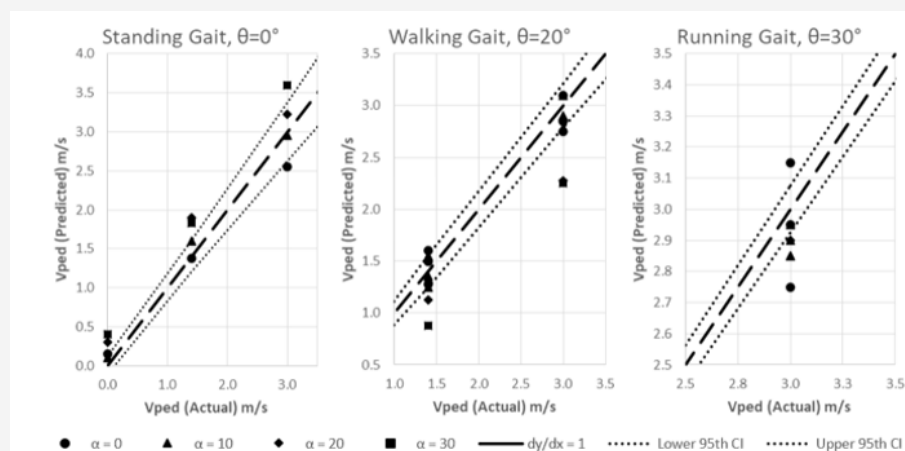 Standing Gait, θ=0°
Vped (Predicted) m/s
4.0
3.5
3.0
2.5
2.0
1.5
1.0
0.5
0.0
0.0 1.0 2.0 3.0
Vped (Actual) m/s
Walking Gait, θ=20°
Vped (Predicted) m/s
3.5
3.0
2.5
2.0
1.5
1.0
0.5
1.0 1.5 2.0 2.5 3.0 3.5
Vped (Actual) m/s
Running Gait, θ=30°
Vped (Predicted) m/s
3.5
3.4
3.3
3.2
3.1
3.0
2.9
2.8
2.7
2.6
2.5
2.5 2.8 3.0 3.3 3.5
Vped (Actual) m/s
α = 0 α = 10 α = 20 α = 30 dy/dx = 1 Lower 95th CI Upper 95th CI